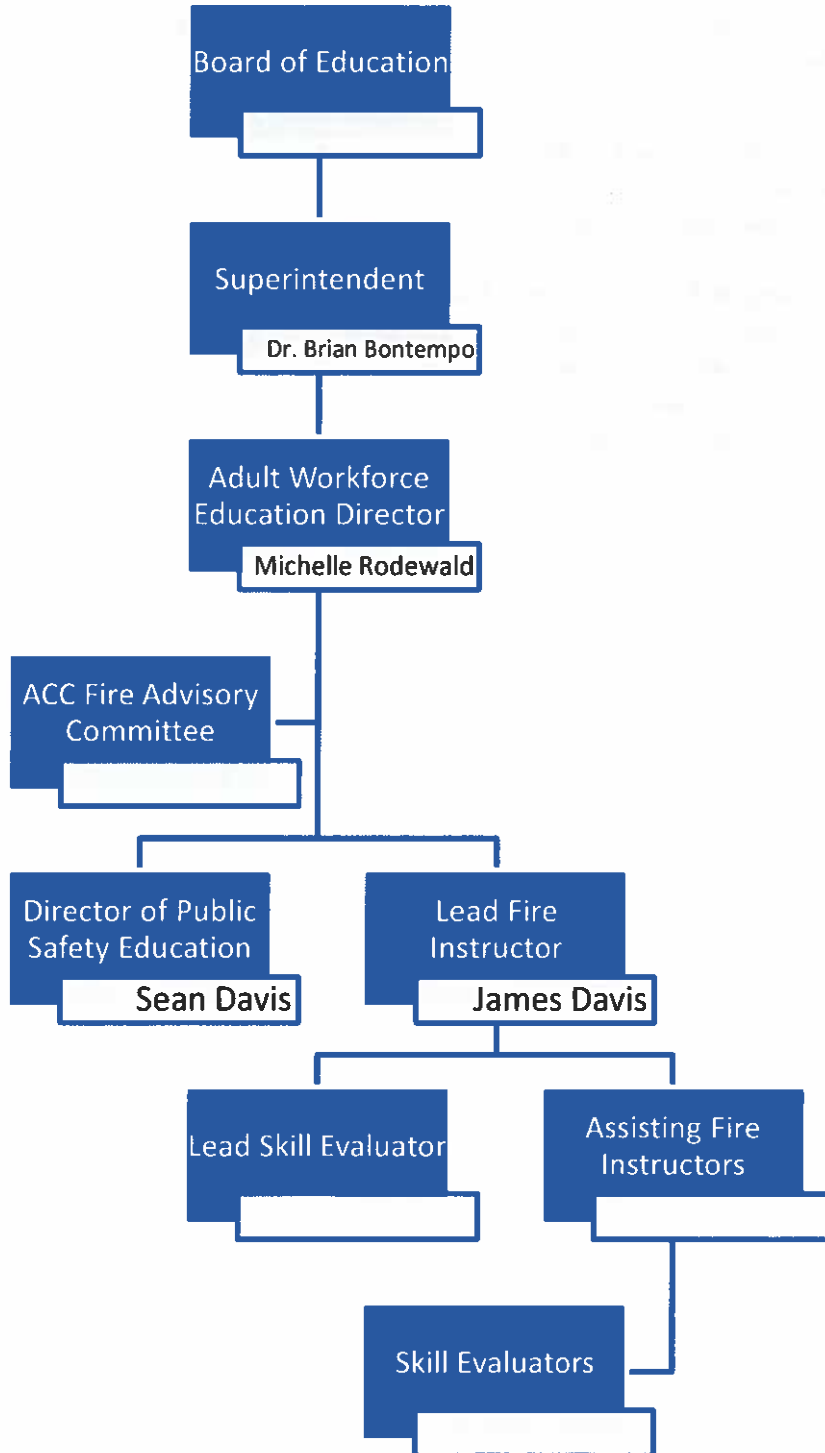 Board of Education
Superintendent
Dr. Brian Bontempo
Adult Workforce
Education Director
Michelle Rodewald
ACC Fire Advisory
Committee
Director of Public
Safety Education
Sean Davis
Lead Fire
Instructor
James Davis
Lead Skill Evaluator
Assisting Fire
Instructors
Skill Evaluators